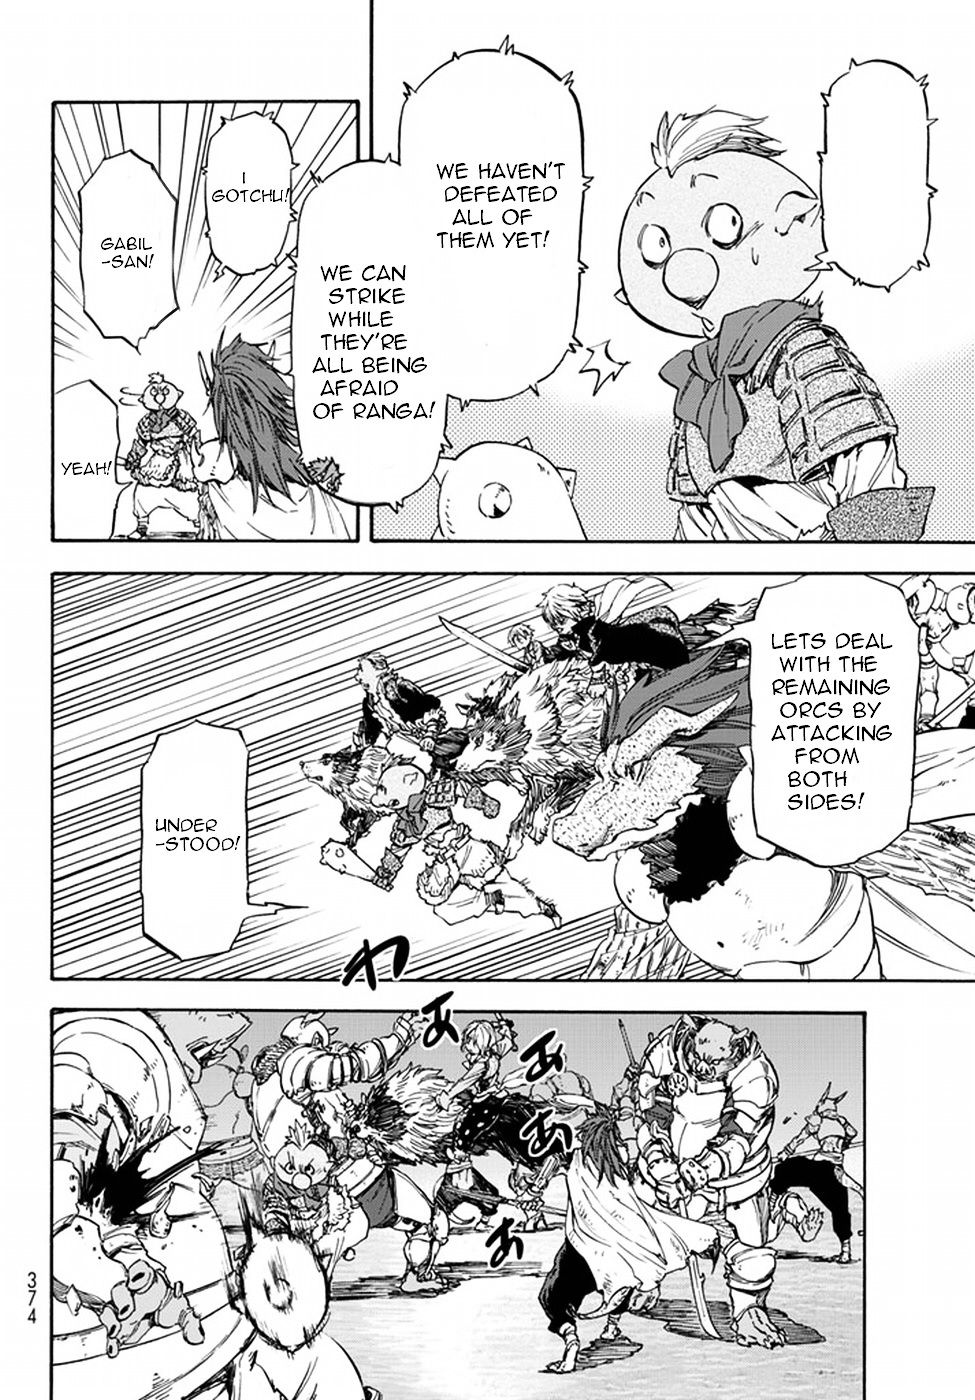 WE HAVEN'T
DEFEATED
ALL OF
THEM YET!
WE CAN
STRIKE
WHILE
THEY'RE
ALL BEING
AFRAID
OF RANGA!
I
GOTCHU!
GABIL
-SAN!
YEAH!
LETS DEAL
WITH THE
REMAINING
ORCS BY
ATTACKING
FROM
BOTH
SIDES!
UNDER
-STOOD!
わ
あ
あ
あ
ぁ
374